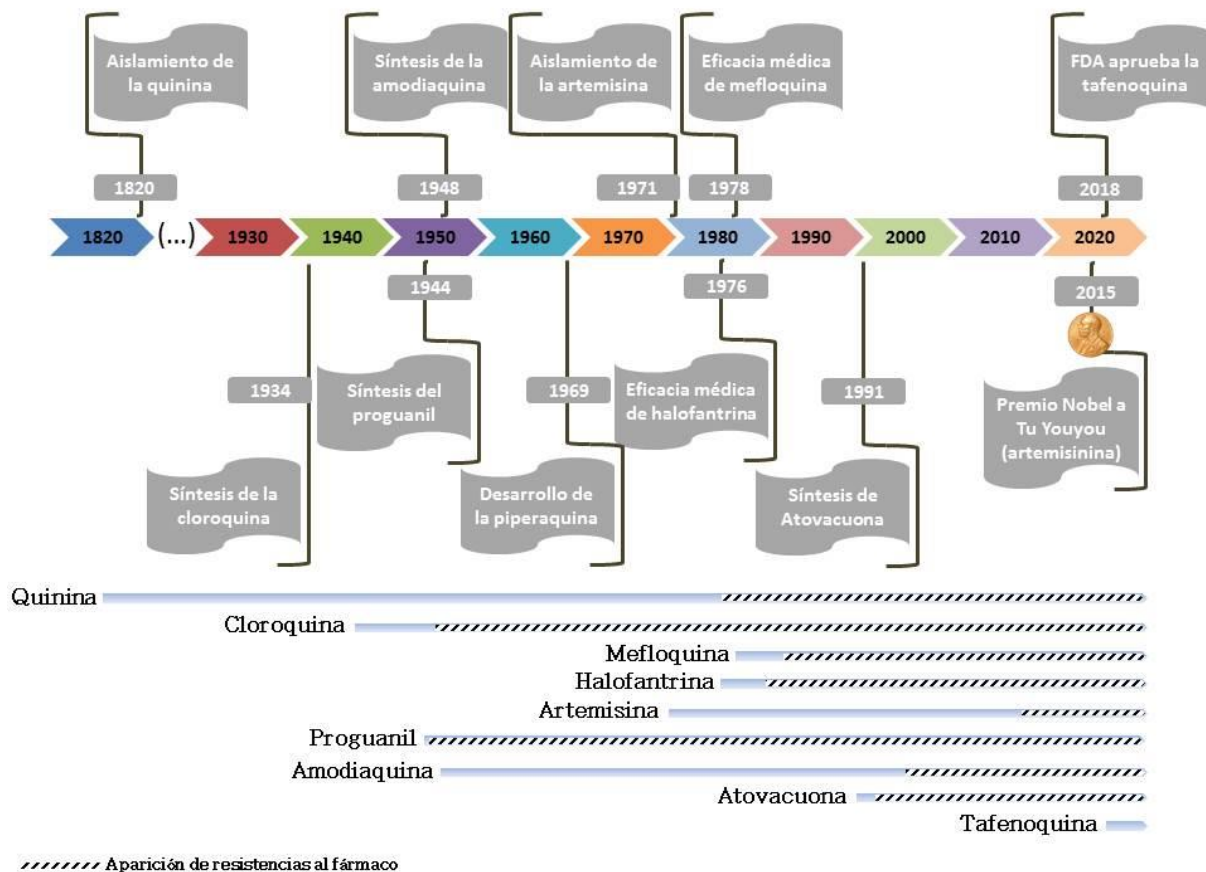 Aislamiento de
la quinina
Síntesis de la
amodiaquina
Aislamiento de
la artemisina
Eficacia médica
de mefloquina
FDA aprueba la
tafenoquina
1820
1948
1971
1978
2018
1820
(...)
1930
1940
1950
1960
1970
1980
1990
2000
2010
2020
1944
1976
2015
1934
Síntesis del
proguanil
1969
Eficacia médica
de halofantrina
1991
Premio Nobel a
Tu Youyou
(artemisinina)
Síntesis de la
cloroquina
Desarrollo de
la piperaquina
Síntesis de
Atovacuona
Quinina
Cloroquina
Mefloquina
Halofantrina
Artemisina
Proguanil
Amodiaquina
Atovacuona
Tafenoquina
Aparición de resistencias al fármaco